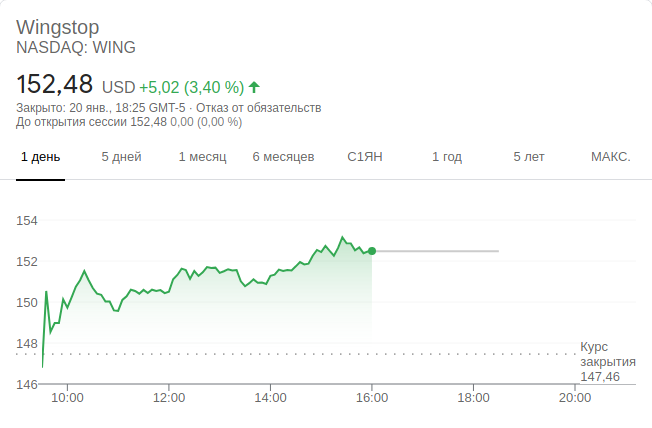 Wingstop
NASDAQ: WING
152,48 USD +5,02 (3,40 %)
Закрыто: 20 янв., 18:25 GMT-5 · Отказ от обязательств
До открытия сессии 152,48 0,00 (0,00 %)
1 день 5 дней 1 месяц 6 месяцев С1ЯН 1 год 5 лет МАКС.
154
152
150
148
Курс
закрытия
147,46
146
10:00 12:00 14:00 16:00 18:00 20:00